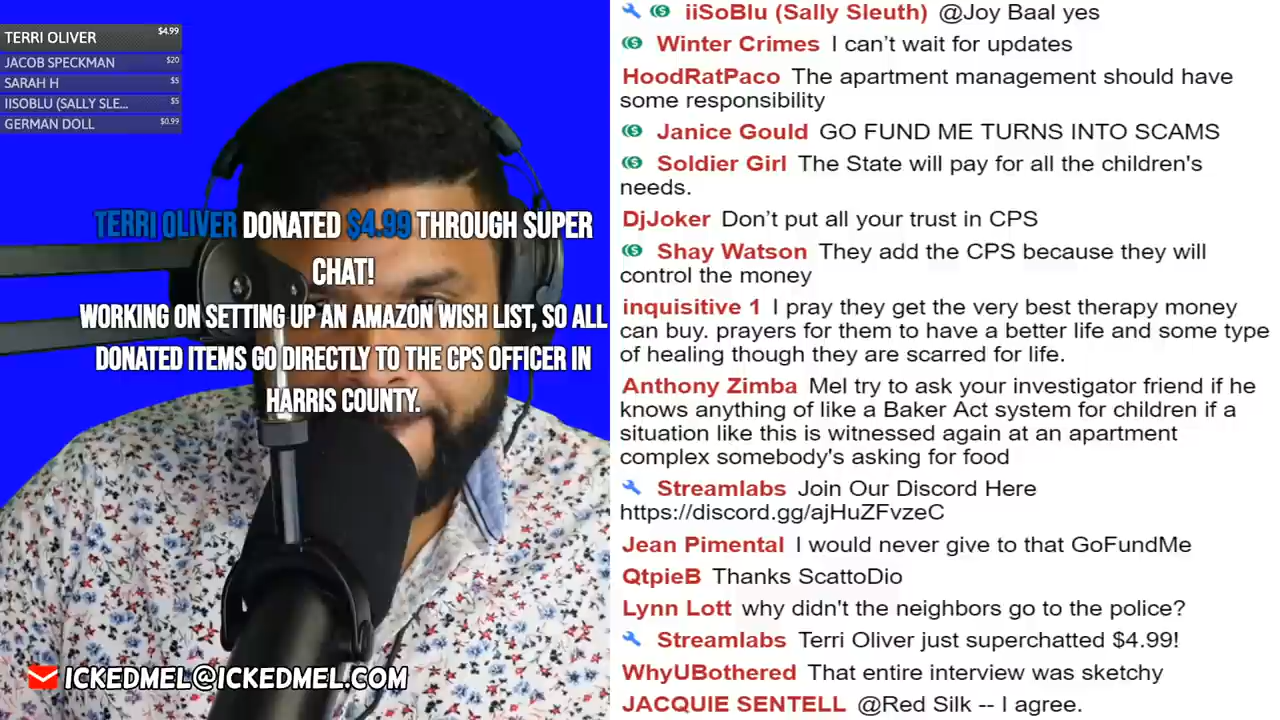 TERRI OLIVER $4.99
JACOB SPECKMAN $20
SARAH H $5
IISOBLU (SALLY SLE... $5
GERMAN DOLL $0.99
TERRI OLIVER DONATED $4.99 THROUGH SUPER
CHAT!
WORKING ON SETTING UP AN AMAZON WISH LIST, SO ALL
DONATED ITEMS GO DIRECTLY TO THE CPS OFFICER IN
HARRIS COUNTY.
ICKEDMEL@ICKEDMEL.COM
iiSoBlu (Sally Sleuth) @Joy Baal yes
Winter Crimes I can’t wait for updates
HoodRatPaco The apartment management should have
some responsibility
Janice Gould GO FUND ME TURNS INTO SCAMS
Soldier Girl The State will pay for all the children's
needs.
DjJoker Don’t put all your trust in CPS
Shay Watson They add the CPS because they will
control the money
inquisitive 1 I pray they get the very best therapy money
can buy. prayers for them to have a better life and some type
of healing though they are scarred for life.
Anthony Zimba Mel try to ask your investigator friend if he
knows anything of like a Baker Act system for children if a
situation like this is witnessed again at an apartment
complex somebody's asking for food
Streamlabs Join Our Discord Here
https://discord.gg/ajHuZFvzeC
Jean Pimental I would never give to that GoFundMe
QtpieB Thanks ScattoDio
Lynn Lott why didn't the neighbors go to the police?
Streamlabs Terri Oliver just superchatted $4.99!
WhyUBothered That entire interview was sketchy
JACQUIE SENTELL @Red Silk -- I agree.